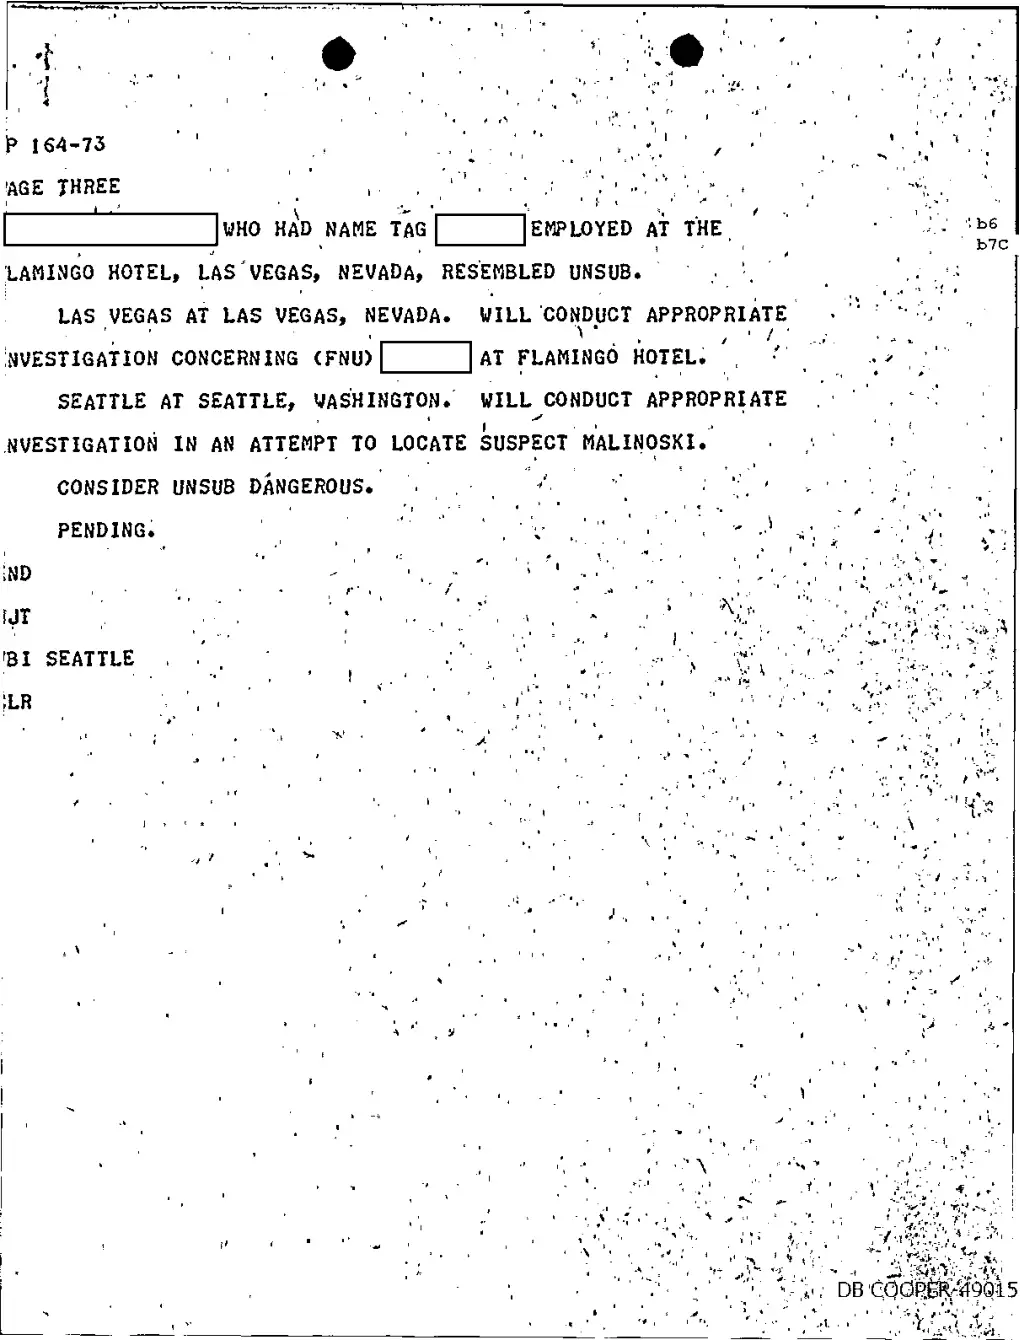 P 164-73
AGE THREE
WHO HAD NAME TAG EMPLOYED AT THE
b6
b7C
LAMINGO HOTEL, LAS VEGAS, NEVADA, RESEMBLED UNSUB.
LAS VEGAS AT LAS VEGAS, NEVADA. WILL CONDUCT APPROPRIATE
NVESTIGATION CONCERNING (FNU) AT FLAMINGO HOTEL.
SEATTLE AT SEATTLE, WASHINGTON. WILL CONDUCT APPROPRIATE
NVESTIGATION IN AN ATTEMPT TO LOCATE SUSPECT MALINOSKI.
CONSIDER UNSUB DANGEROUS.
PENDING.
ND
JT
BI SEATTLE
LR
DB COOPER-49015